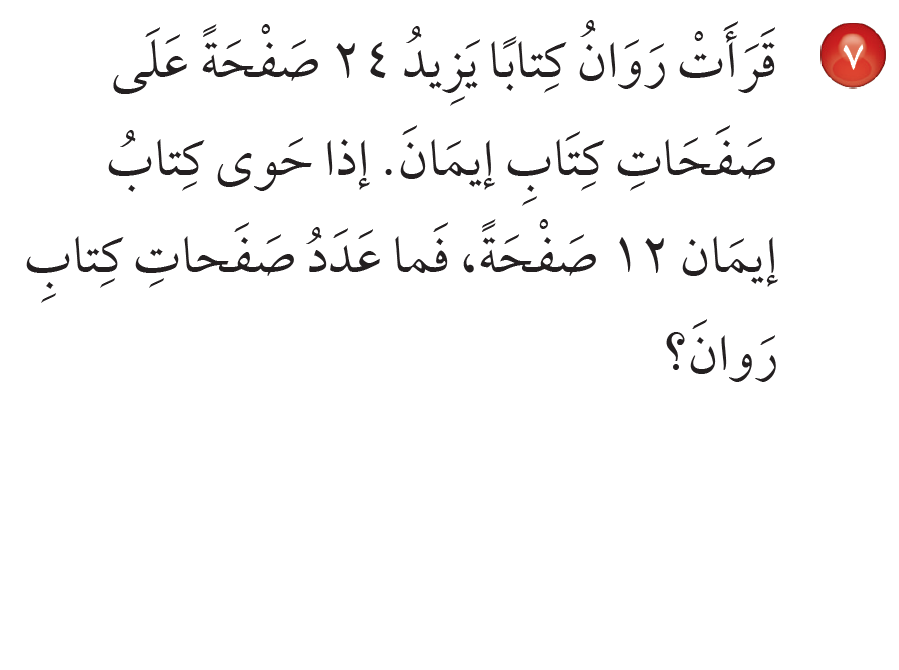 ٧ قَرَأَتْ رَوَانُ كِتابًا يَزِيدُ ٢٤ صَفْحَةً عَلَى
صَفَحَاتِ كِتَابِ إيمَانَ. إذا حَوى كِتابُ
إيمَان ١٢ صَفْحَةً، فَما عَدَدُ صَفَحاتِ كِتابِ
رَوانَ؟